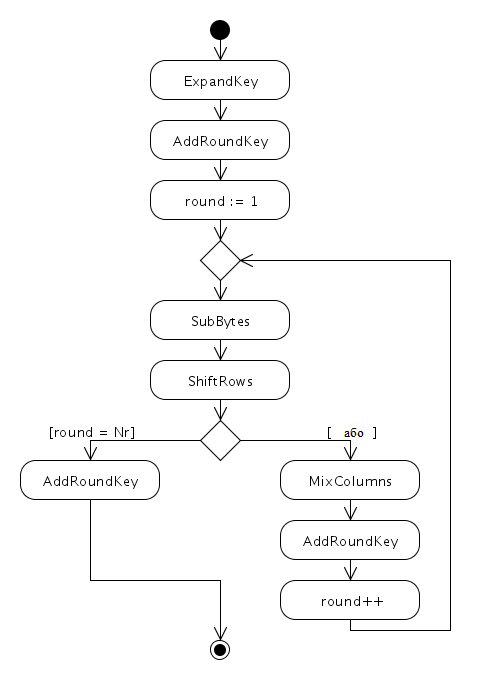 ExpandKey
AddRoundKey
round := 1
SubBytes
ShiftRows
[round = Nr]
[ або ]
AddRoundKey
MixColumns
AddRoundKey
round++